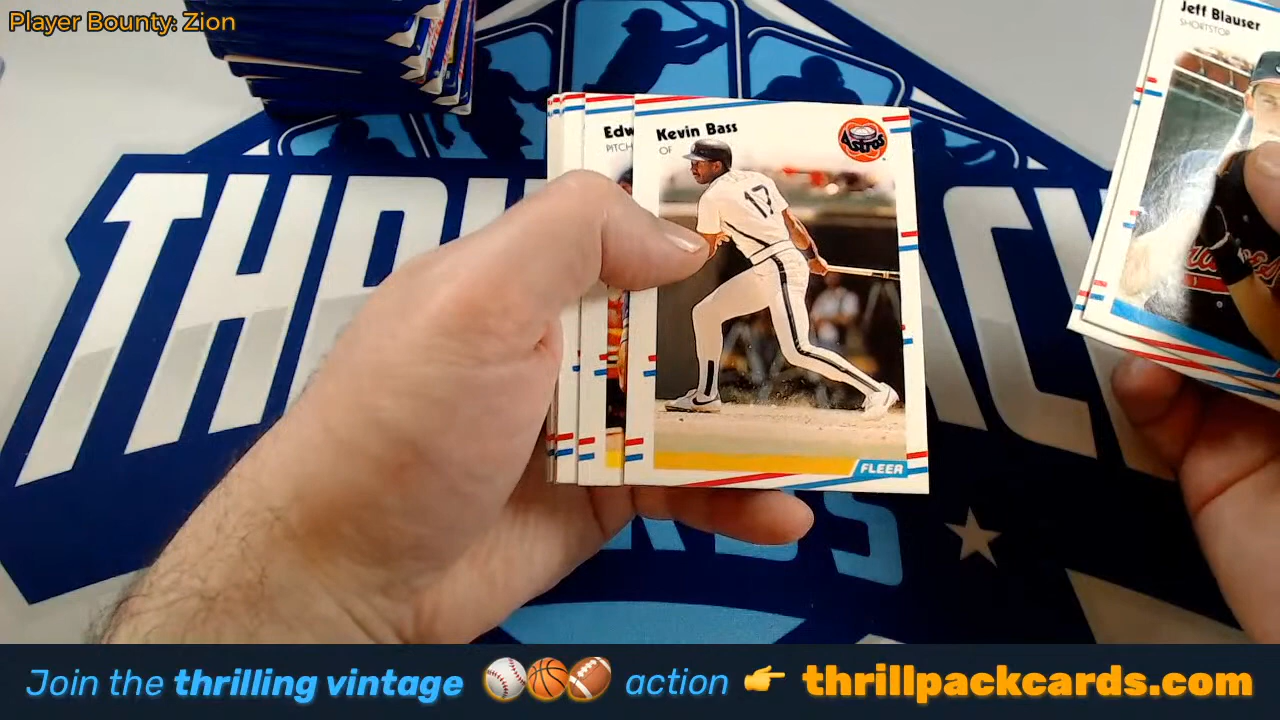 Player Bounty: Zion
Jeff Blauser
SHORTSTOP
Kevin Bass
OF
Astros
Edw
PITCH
17
FLEER
Join the thrilling vintage action 👉 thrillpackcards.com